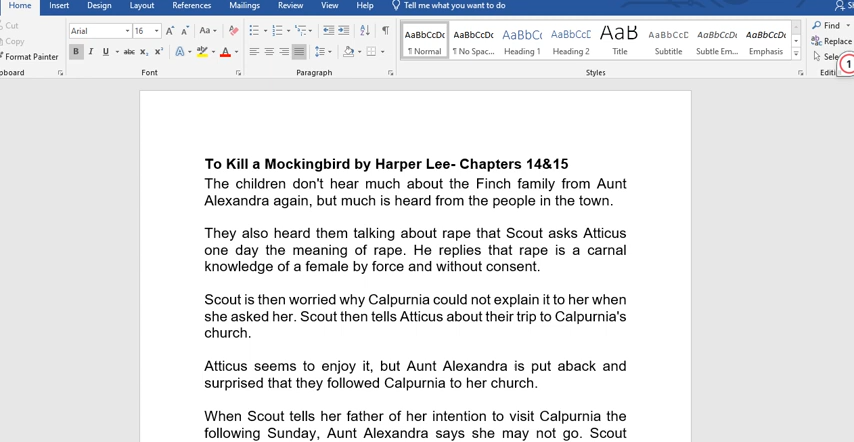 Home Insert Design Layout References Mailings Review View Help Tell me what you want to do
Cut
Copy
Format Painter
Arial 16
Aa
B I U abc x₂ x²
A ab A
AaBbCcDc AaBbCcDc AaBbCc AaBbCcC AaB AaBbCcC AaBbCcDc AaBbCcDc
¶ Normal ¶ No Spac... Heading 1 Heading 2 Title Subtitle Subtle Em... Emphasis
Find
Replace
1
Font Paragraph Styles
To Kill a Mockingbird by Harper Lee- Chapters 14&15
The children don't hear much about the Finch family from Aunt
Alexandra again, but much is heard from the people in the town.
They also heard them talking about rape that Scout asks Atticus
one day the meaning of rape. He replies that rape is a carnal
knowledge of a female by force and without consent.
Scout is then worried why Calpurnia could not explain it to her when
she asked her. Scout then tells Atticus about their trip to Calpurnia's
church.
Atticus seems to enjoy it, but Aunt Alexandra is put aback and
surprised that they followed Calpurnia to her church.
When Scout tells her father of her intention to visit Calpurnia the
following Sunday, Aunt Alexandra says she may not go. Scout